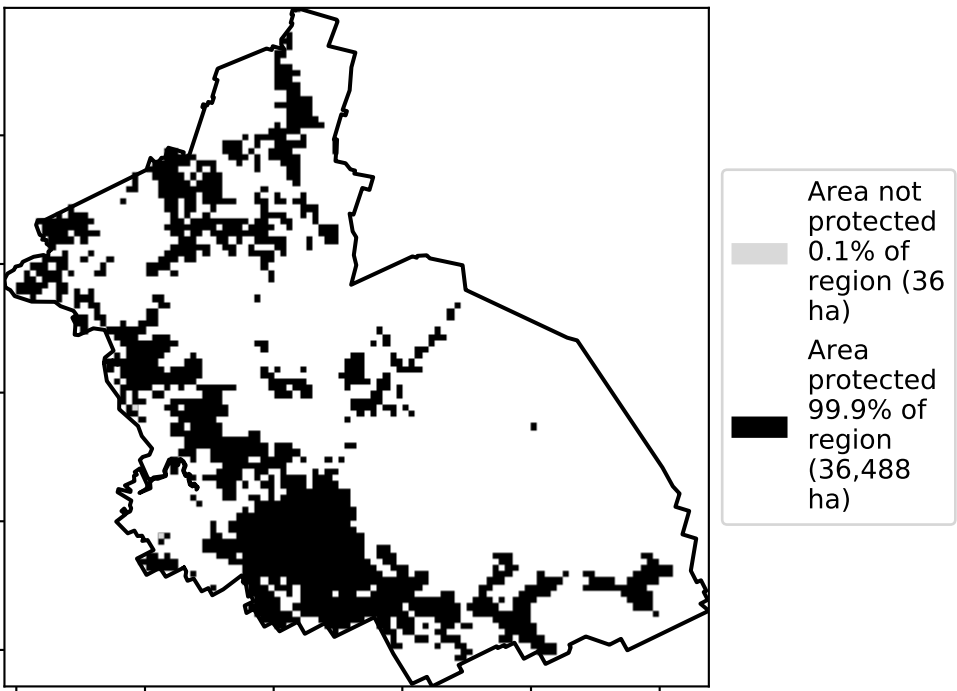 Area not
protected
0.1% of
region (36
ha)
Area
protected
99.9% of
region
(36,488
ha)